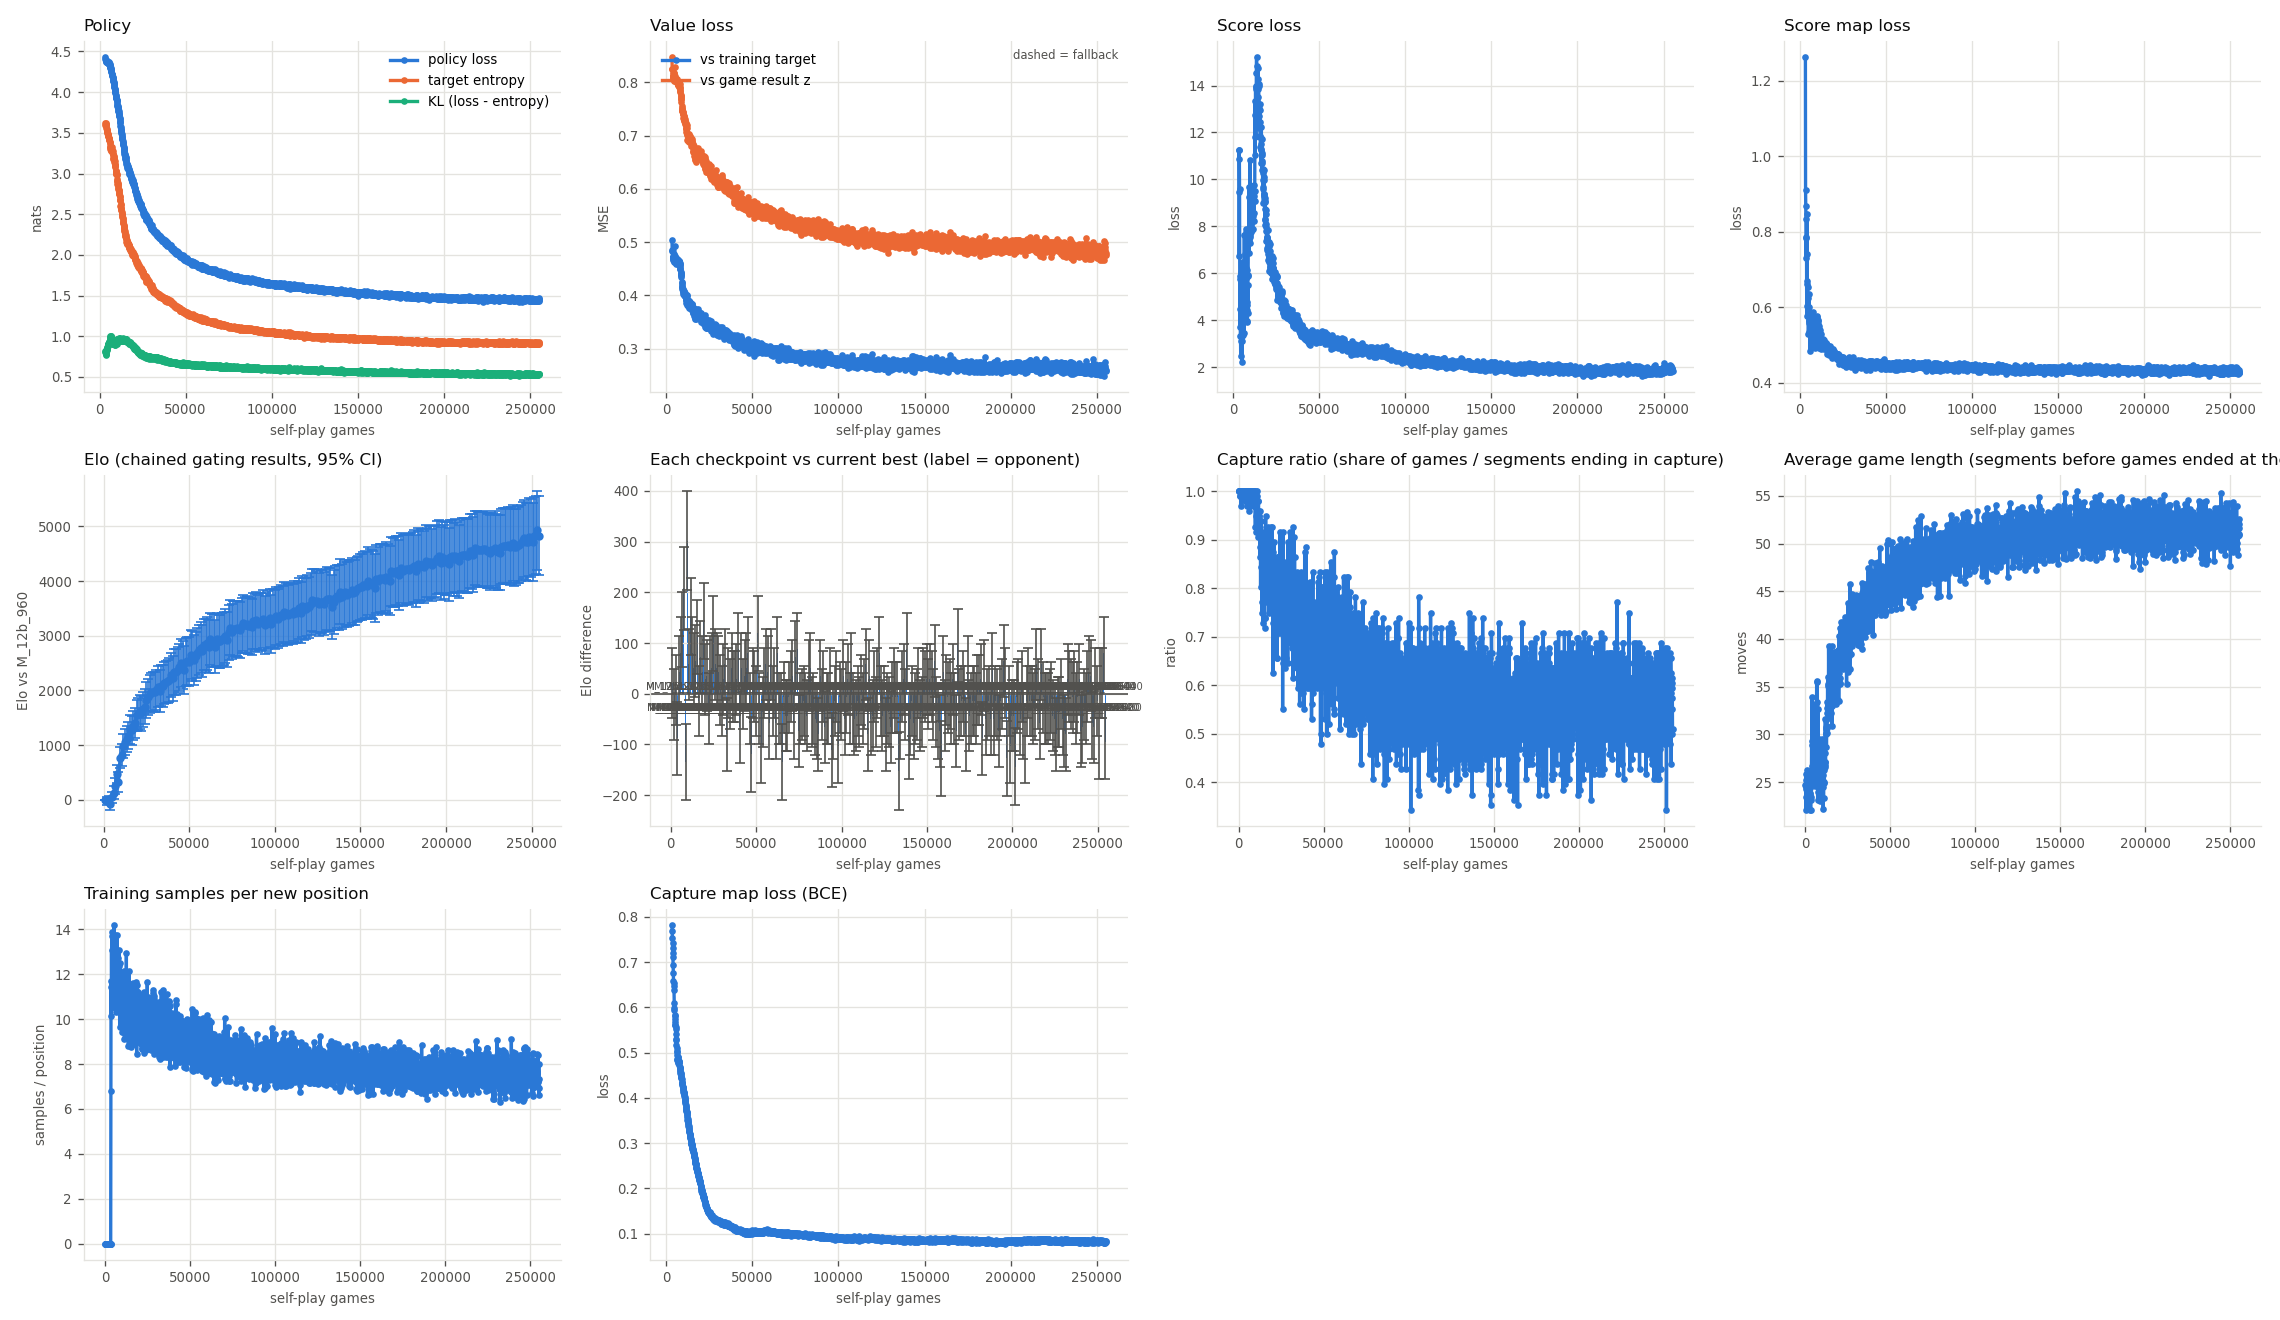 Policy
nats
4.5
4.0
3.5
3.0
2.5
2.0
1.5
1.0
0.5
policy loss
target entropy
KL (loss - entropy)
0 50000 100000 150000 200000 250000
self-play games
Value loss
MSE
0.8
0.7
0.6
0.5
0.4
0.3
vs training target
vs game result z
dashed = fallback
0 50000 100000 150000 200000 250000
self-play games
Score loss
loss
14
12
10
8
6
4
2
0 50000 100000 150000 200000 250000
self-play games
Score map loss
loss
1.2
1.0
0.8
0.6
0.4
0 50000 100000 150000 200000 250000
self-play games
Elo (chained gating results, 95% CI)
Elo vs M_12b_960
5000
4000
3000
2000
1000
0
0 50000 100000 150000 200000 250000
self-play games
Each checkpoint vs current best (label = opponent)
Elo difference
400
300
200
100
0
−100
−200
0 50000 100000 150000 200000 250000
self-play games
Capture ratio (share of games / segments ending in capture)
ratio
1.0
0.9
0.8
0.7
0.6
0.5
0.4
0 50000 100000 150000 200000 250000
self-play games
Average game length (segments before games ended at the
moves
55
50
45
40
35
30
25
0 50000 100000 150000 200000 250000
self-play games
Training samples per new position
samples / position
14
12
10
8
6
4
2
0
0 50000 100000 150000 200000 250000
self-play games
Capture map loss (BCE)
loss
0.8
0.7
0.6
0.5
0.4
0.3
0.2
0.1
0 50000 100000 150000 200000 250000
self-play games